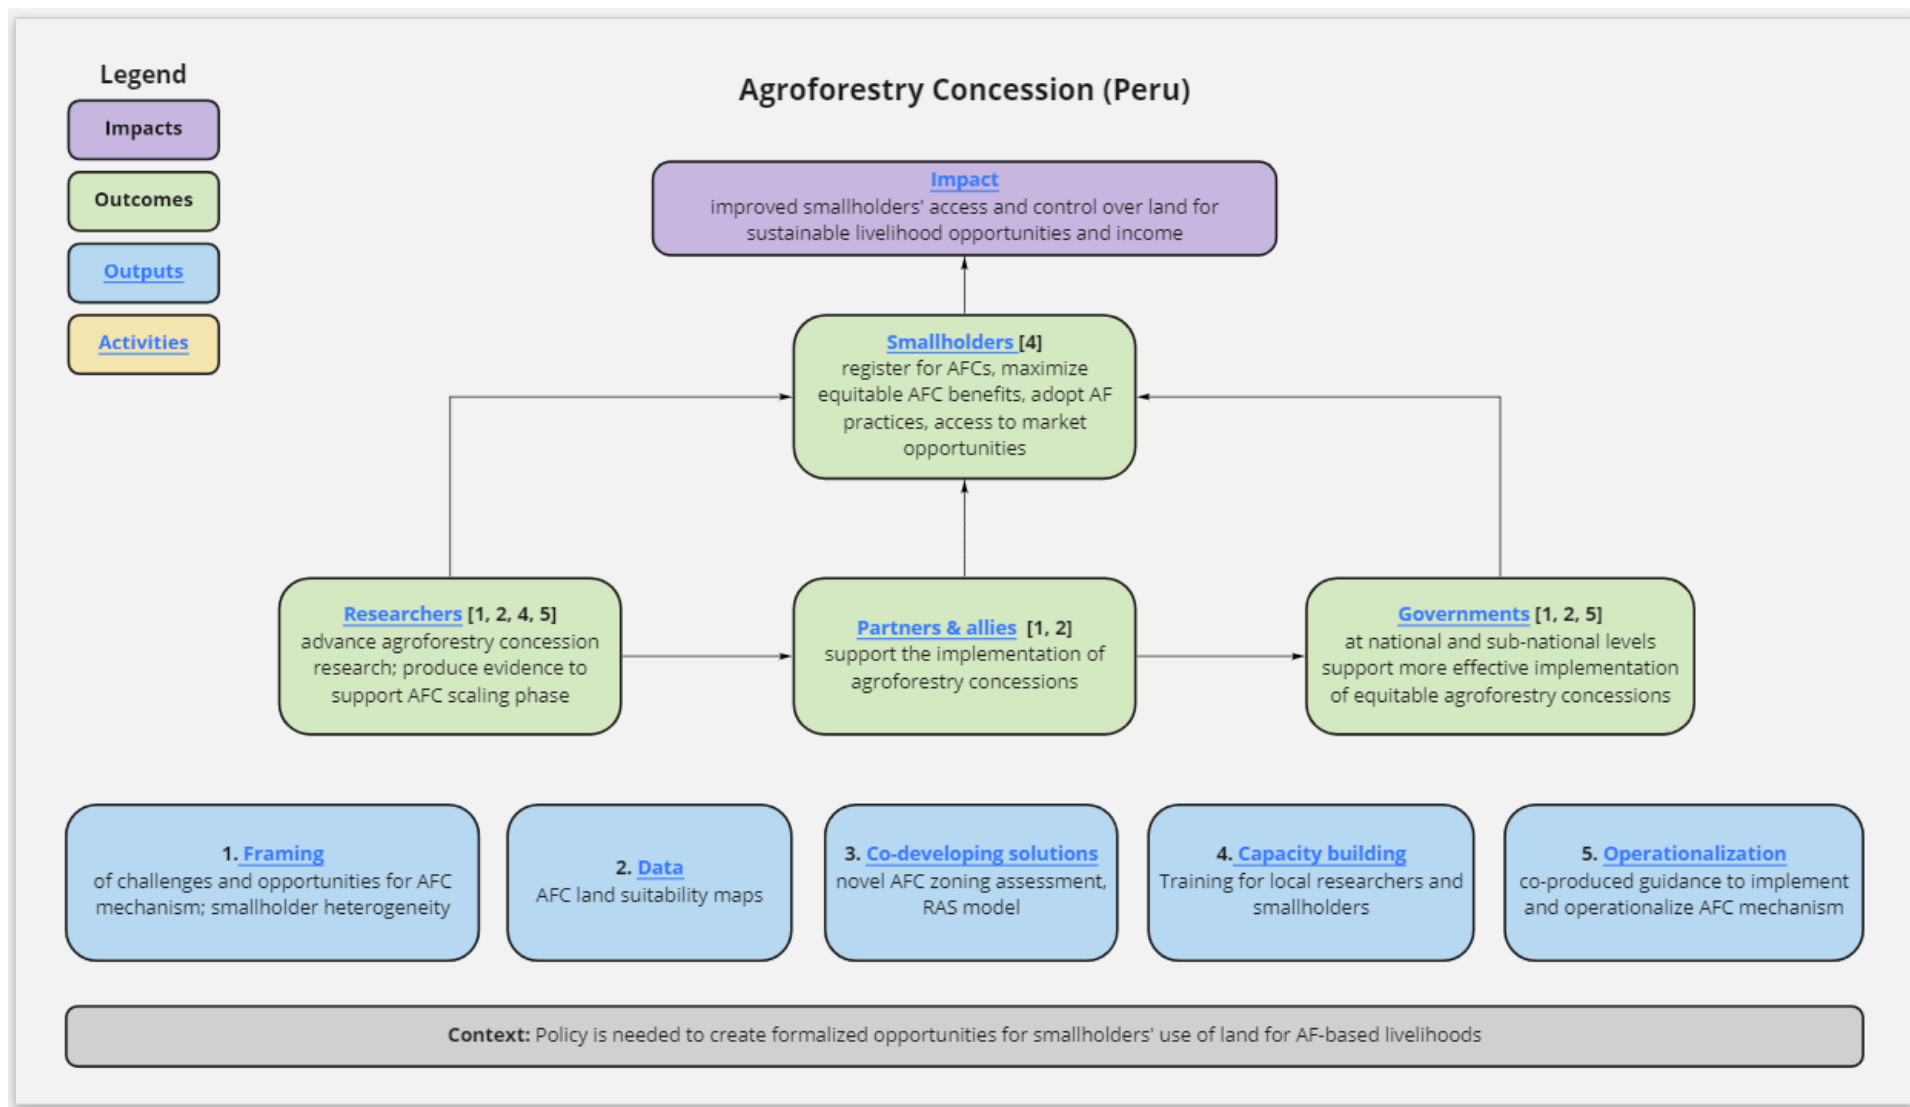 Legend
Impacts
Outcomes
Outputs
Activities
Agroforestry Concession (Peru)
Impact
improved smallholders' access and control over land for
sustainable livelihood opportunities and income
Smallholders [4]
register for AFCs, maximize
equitable AFC benefits, adopt AF
practices, access to market
opportunities
Researchers [1, 2, 4, 5]
advance agroforestry concession
research; produce evidence to
support AFC scaling phase
Partners & allies [1, 2]
support the implementation of
agroforestry concessions
Governments [1, 2, 5]
at national and sub-national levels
support more effective implementation
of equitable agroforestry concessions
1. Framing
of challenges and opportunities for AFC
mechanism; smallholder heterogeneity
2. Data
AFC land suitability maps
3. Co-developing solutions
novel AFC zoning assessment,
RAS model
4. Capacity building
Training for local researchers and
smallholders
5. Operationalization
co-produced guidance to implement
and operationalize AFC mechanism
Context: Policy is needed to create formalized opportunities for smallholders' use of land for AF-based livelihoods